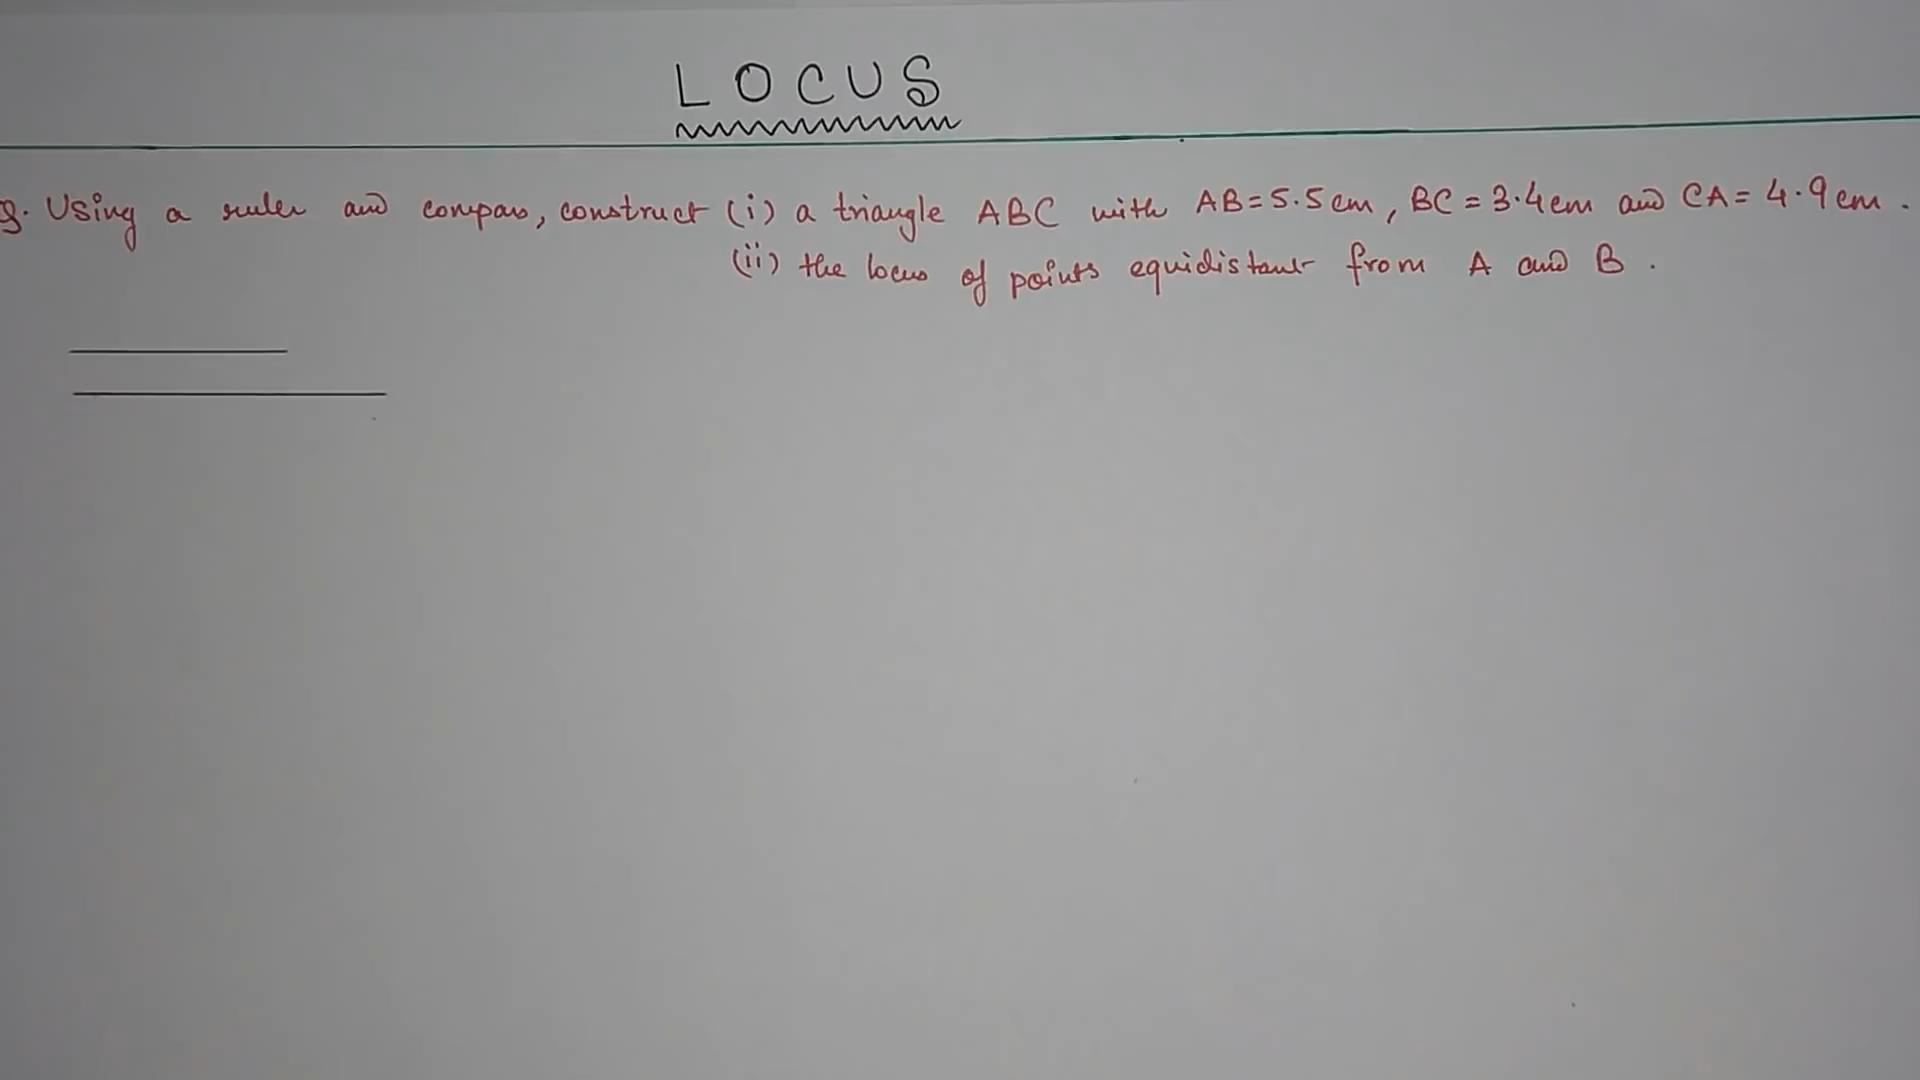 LOCUS
Q. Using a ruler and compass, construct (i) a triangle ABC with AB = 5.5 cm, BC = 3.4 cm and CA = 4.9 cm.
(ii) the locus of points equidistant from A and B.